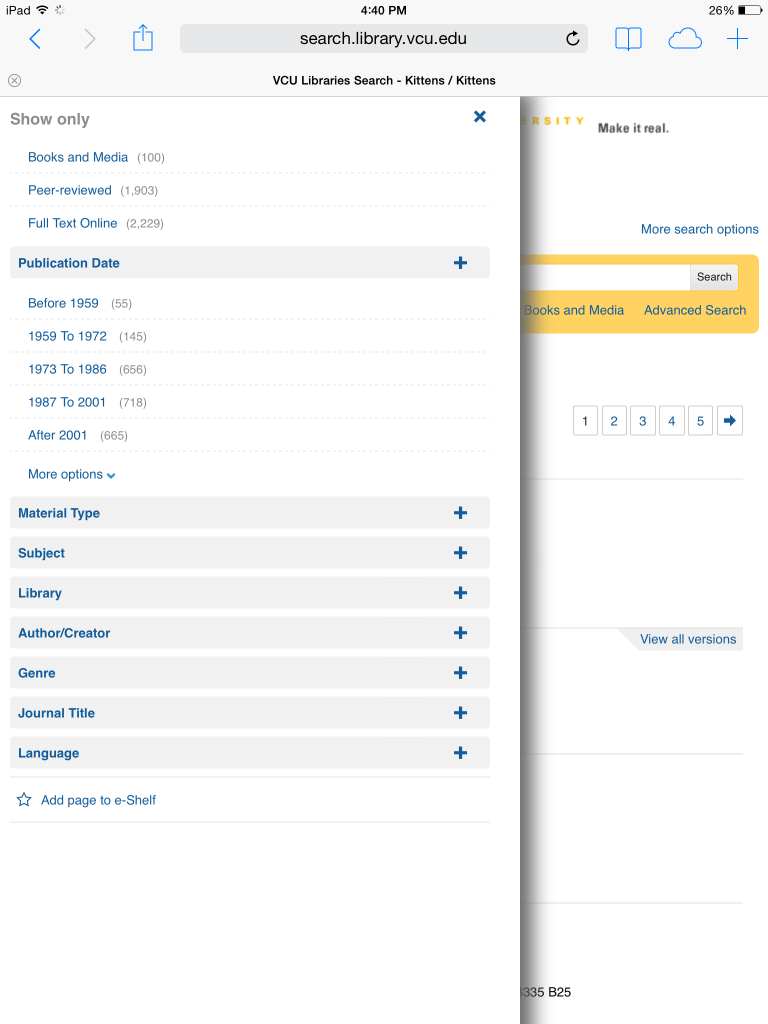 iPad 4:40 PM 26%
search.library.vcu.edu
VCU Libraries Search - Kittens / Kittens
Show only
Books and Media (100)
Peer-reviewed (1,903)
Full Text Online (2,229)
Publication Date
Before 1959 (55)
1959 To 1972 (145)
1973 To 1986 (656)
1987 To 2001 (718)
After 2001 (665)
More options
Material Type
Subject
Library
Author/Creator
Genre
Journal Title
Language
Add page to e-Shelf
ERSITY Make it real.
More search options
Search
Books and Media Advanced Search
1 2 3 4 5
View all versions
335 B25